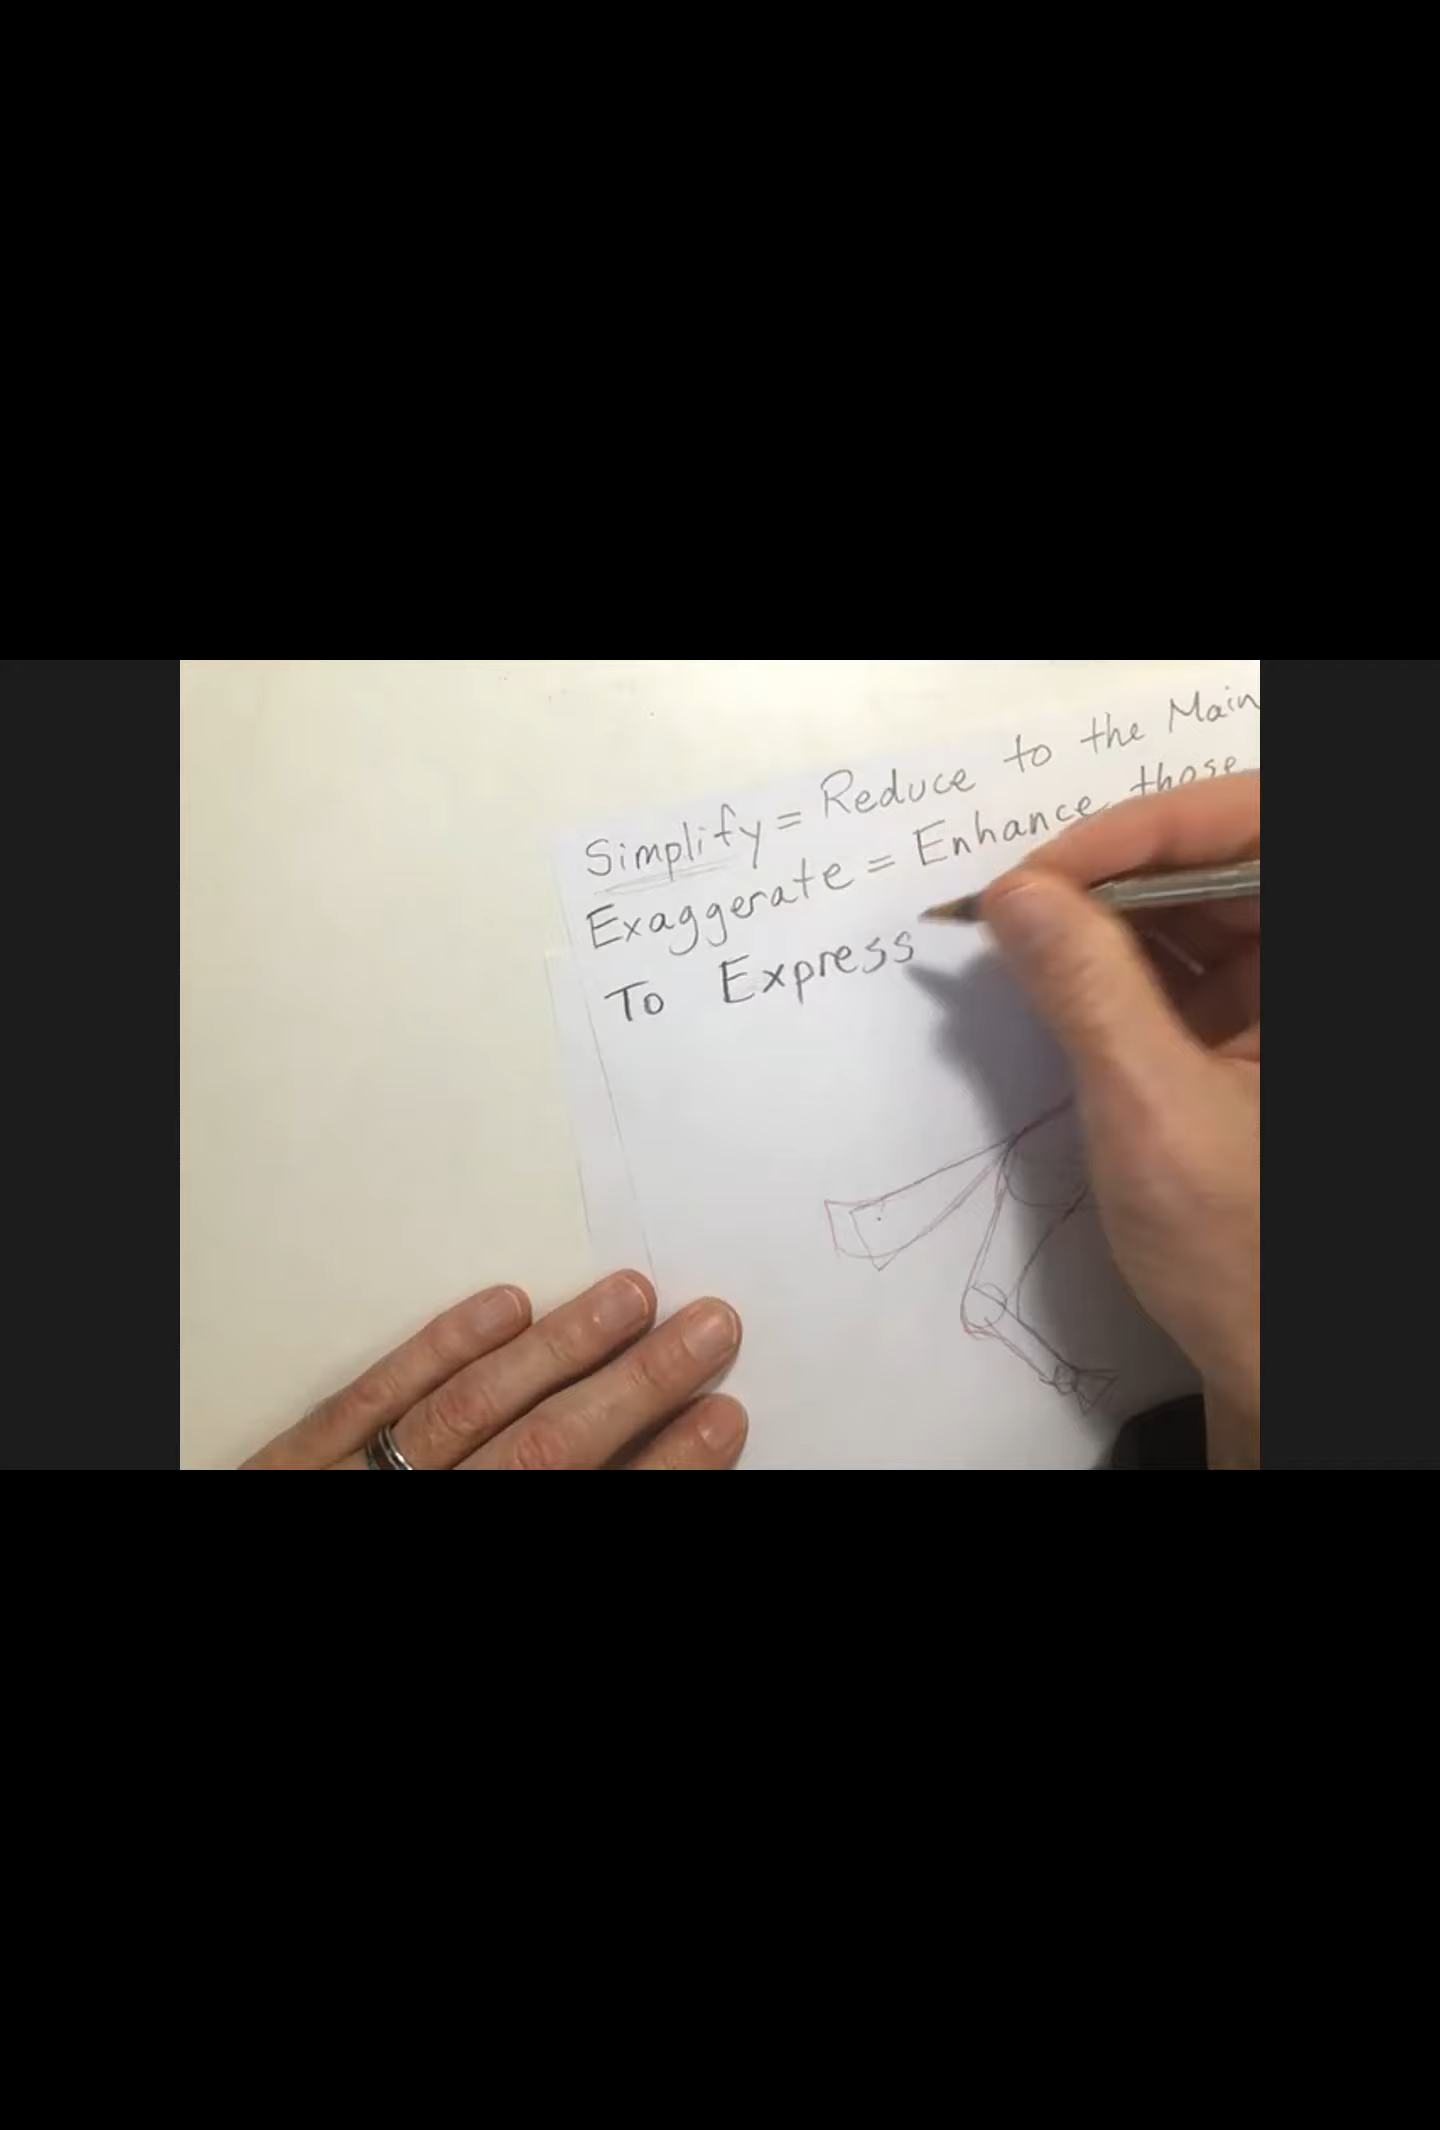 Simplify = Reduce to the Main
Exaggerate = Enhance those
To Express